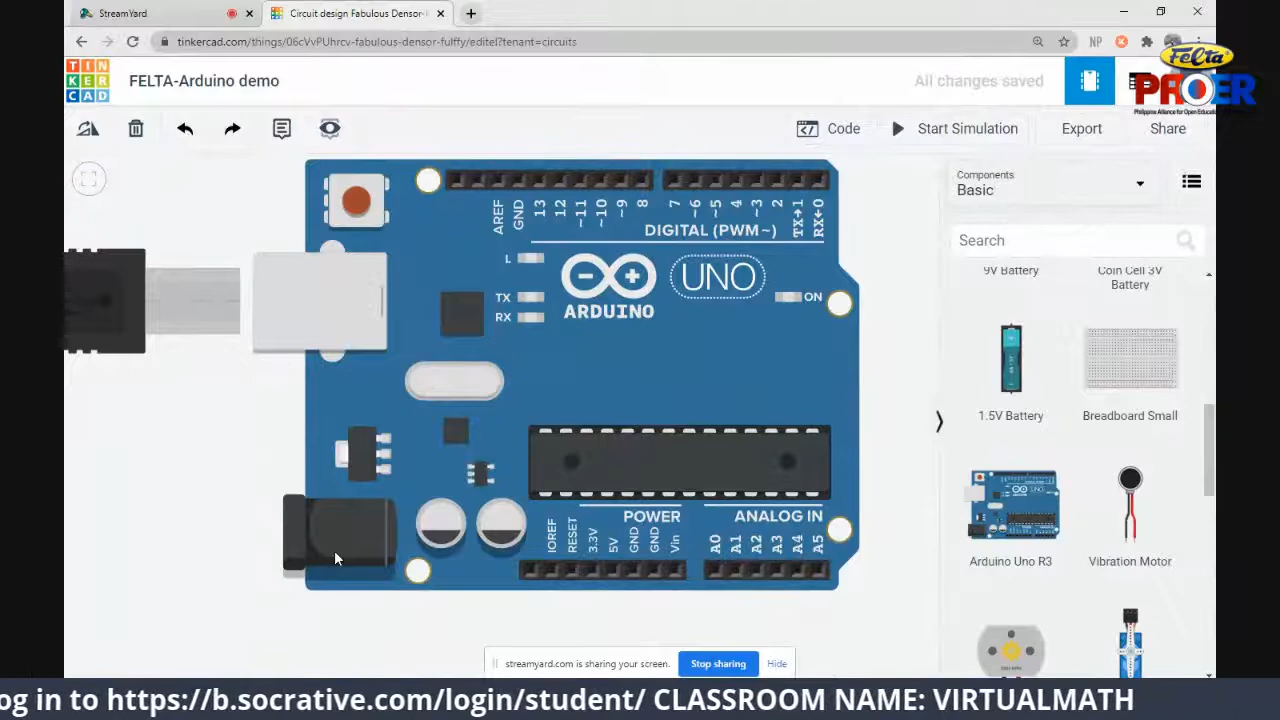 StreamYard
Circuit design Fabulous Densor-
tinkercad.com/things/06cVvPUhrcv-fabulous-densor-fulffy/editel?tenant=circuits
NP
FELTA
PR ER
TIN
KER
CAD
FELTA-Arduino demo
All changes saved
Code
Start Simulation
Export
Share
Components
Basic
Search
9V Battery
Coin Cell 3V
Battery
1.5V Battery
Breadboard Small
Arduino Uno R3
Vibration Motor
AREF
GND
13
12
~11
~10
~9
8
7
~6
~5
4
~3
2
TX→1
RX←0
DIGITAL (PWM~)
L
TX
RX
UNO
ARDUINO
ON
POWER
ANALOG IN
IOREF
RESET
3.3V
5V
GND
GND
Vin
A0
A1
A2
A3
A4
A5
streamyard.com is sharing your screen.
Stop sharing
Hide
og in to https://b.socrative.com/login/student/ CLASSROOM NAME: VIRTUALMATH